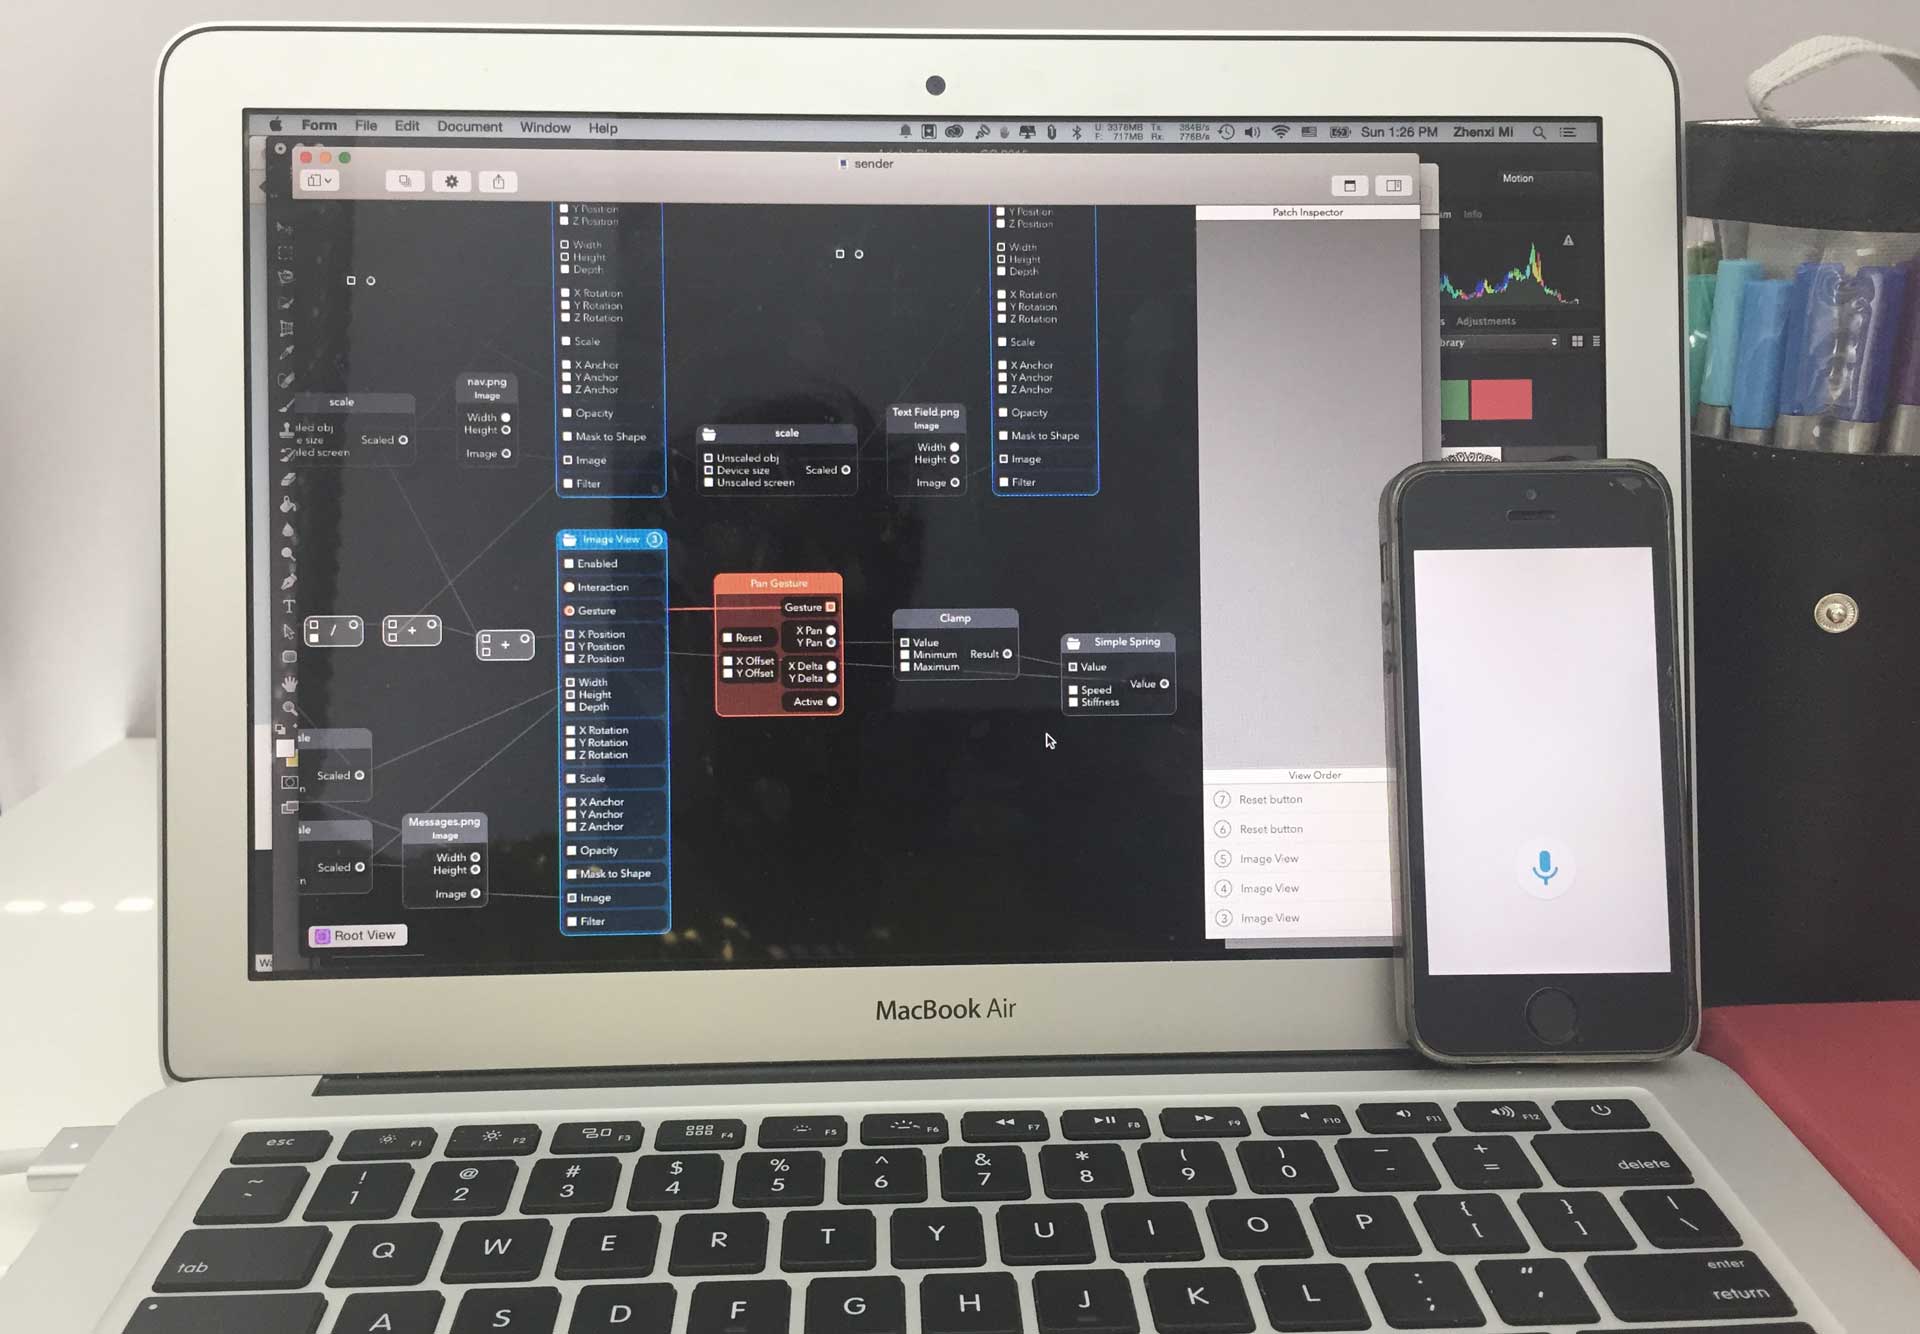 Form File Edit Document Window Help
U: 3378MB Tx: 384B/s
F: 717MB Rx: 776B/s
Sun 1:26 PM Zhenxi Mi
sender
Motion
Info
Adjustments
Patch Inspector
Y Position
Z Position
Width
Height
Depth
X Rotation
Y Rotation
Z Rotation
Scale
X Anchor
Y Anchor
Z Anchor
Opacity
Mask to Shape
Image
Filter
Y Position
Z Position
Width
Height
Depth
X Rotation
Y Rotation
Z Rotation
Scale
X Anchor
Y Anchor
Z Anchor
Opacity
Mask to Shape
Image
Filter
scale
Scaled
screen
nav.png
Image
Width
Height
Image
scale
Unscaled obj
Device size
Unscaled screen
Scaled
Text Field.png
Image
Width
Height
Image
/
+
+
Image View 3
Enabled
Interaction
Gesture
X Position
Y Position
Z Position
Width
Height
Depth
X Rotation
Y Rotation
Z Rotation
Scale
X Anchor
Y Anchor
Z Anchor
Opacity
Mask to Shape
Image
Filter
Pan Gesture
Gesture
Reset
X Pan
Y Pan
X Offset
Y Offset
X Delta
Y Delta
Active
Clamp
Value
Minimum
Maximum
Result
Simple Spring
Value
Speed
Stiffness
Value
Scaled
Scaled
Messages.png
Image
Width
Height
Image
Root View
View Order
7 Reset button
6 Reset button
5 Image View
4 Image View
3 Image View
MacBook Air
esc F1 F2 F3 F4 F5 F6 F7 F8 F9 F10 F11 F12
~ ! @ # $ % ^ & * ( ) _ +
` 1 2 3 4 5 6 7 8 9 0 - = delete
tab Q W E R T Y U I O P { [ } ] | \
A S D F G H J K L : ; " ' enter return